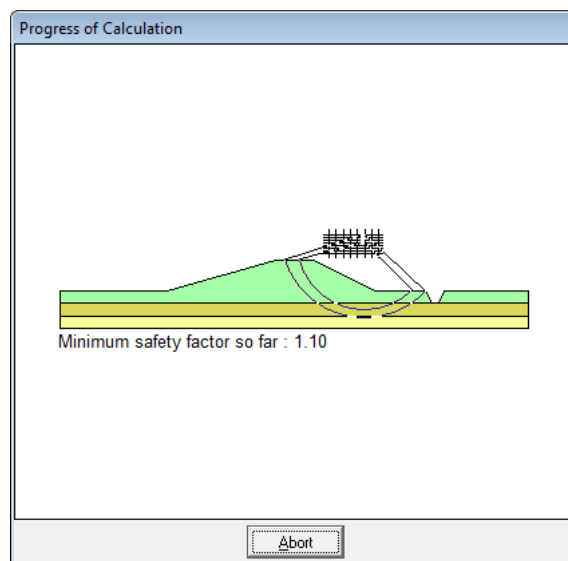 Progress of Calculation
Minimum safety factor so far : 1.10
Abort